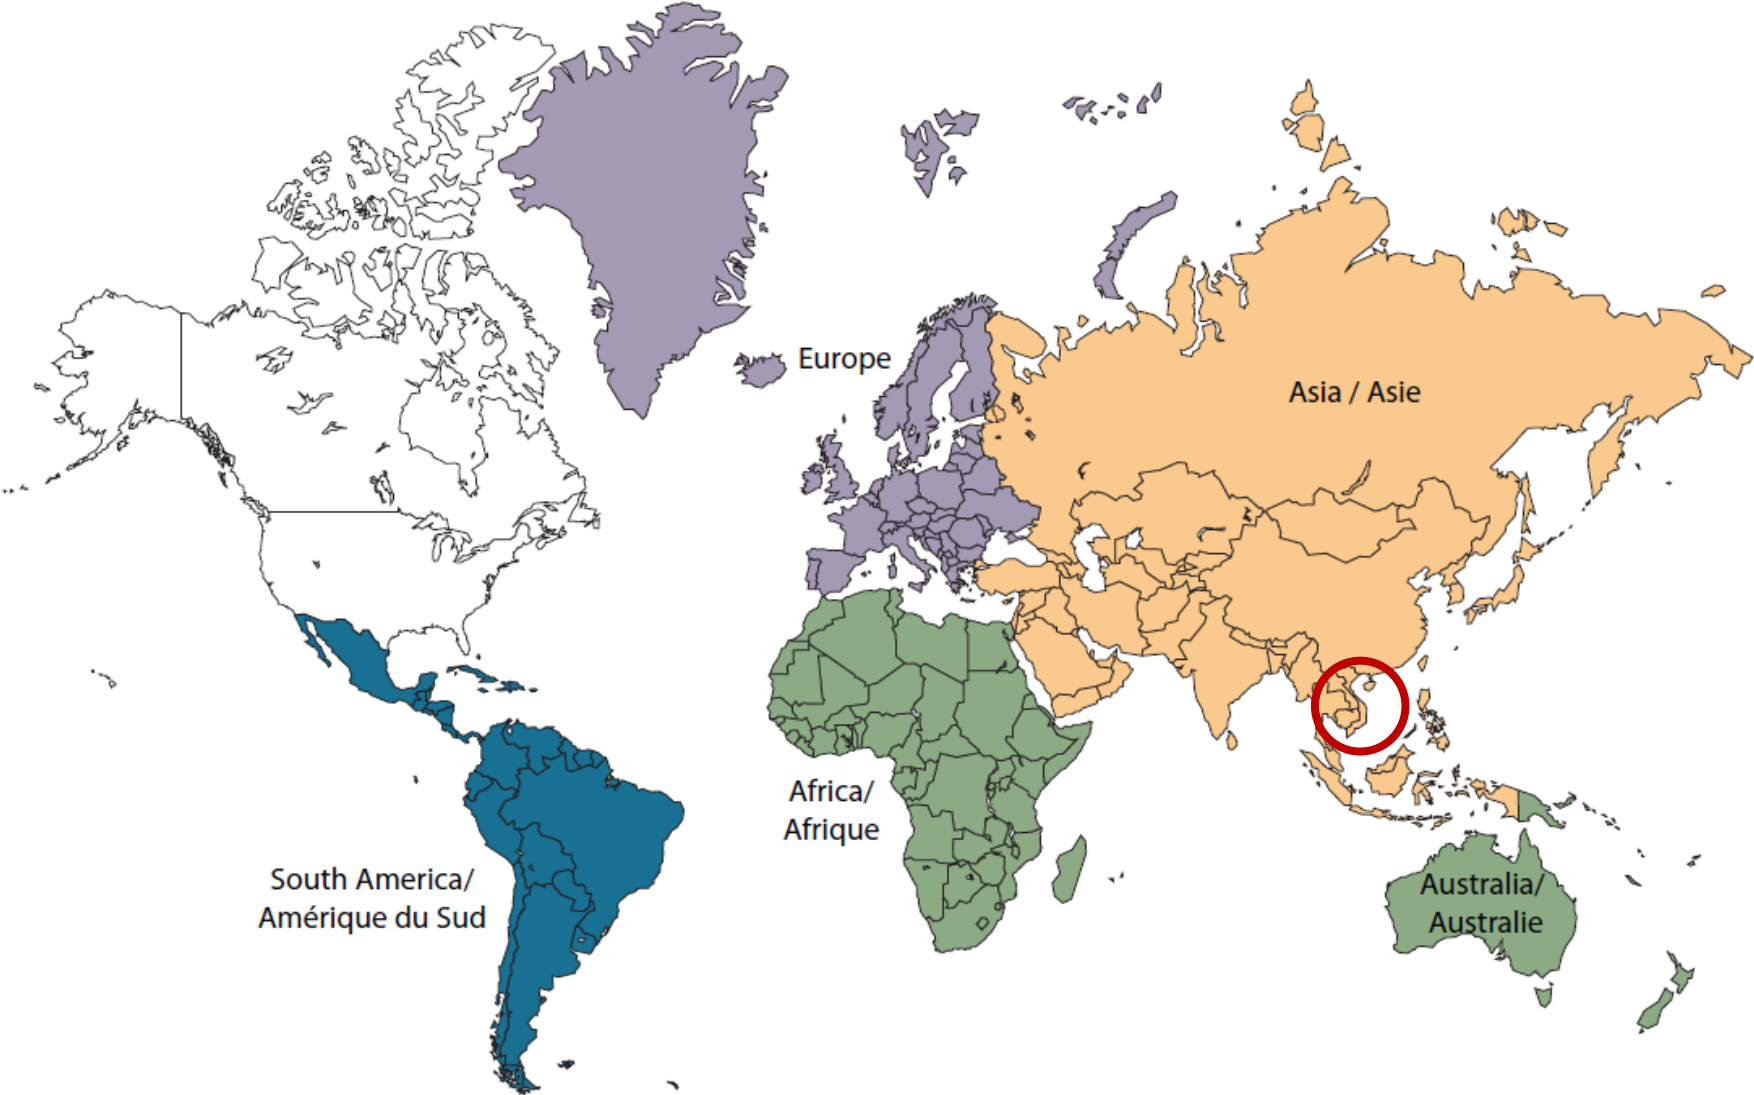 Europe
Asia / Asie
Africa/
Afrique
South America/
Amérique du Sud
Australia/
Australie